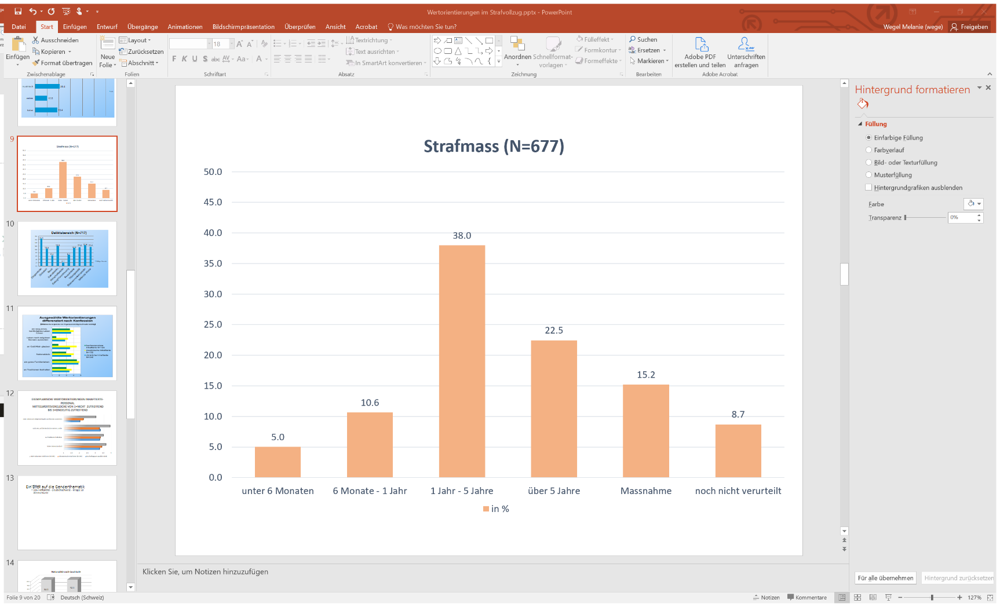 Wertorientierungen im Strafvollzug.pptx - PowerPoint
Datei Start Einfügen Entwurf Übergänge Animationen Bildschirmpräsentation Überprüfen Ansicht Acrobat Was möchten Sie tun? Wegel Melanie (wege) Freigeben
Einfügen
Ausschneiden
Kopieren
Format übertragen
Zwischenablage
Neue
Folie
Layout
Zurücksetzen
Abschnitt
Folien
18
F K U S abc AV Aa A
Schriftart
Textrichtung
Text ausrichten
In SmartArt konvertieren
Absatz
Anordnen
Schnellformat-
vorlagen
Fülleffekt
Formkontur
Formeffekte
Zeichnung
Suchen
Ersetzen
Markieren
Bearbeiten
Adobe PDF
erstellen und teilen
Unterschriften
anfragen
Adobe Acrobat
9
Strafmass (N=677)
10
Deliktsbereich (N=717)
11
Ausgewählte Wertorientierungen
differenziert nach Konfession
12
EXEMPLARISCHE WERTORIENTIERUNGEN INHAFTIERTE-
PERSONAL
MITTELWERTSVERGLEICHE VON 1=NICHT ZUTREFFEND
BIS 5=EINDEUTIG ZUTREFFEND
13
Ein Blick auf die Genderthematik
14
Nationalität nach Geschlecht
Strafmass (N=677)
50.0
45.0
40.0
35.0
30.0
25.0
20.0
15.0
10.0
5.0
0.0
5.0
10.6
38.0
22.5
15.2
8.7
unter 6 Monaten
6 Monate - 1 Jahr
1 Jahr - 5 Jahre
über 5 Jahre
Massnahme
noch nicht verurteilt
in %
Klicken Sie, um Notizen hinzuzufügen
Hintergrund formatieren
Füllung
Einfarbige Füllung
Farbverlauf
Bild- oder Texturfüllung
Musterfüllung
Hintergrundgrafiken ausblenden
Farbe
Transparenz
0%
Für alle übernehmen
Hintergrund zurücksetzen
Folie 9 von 20 Deutsch (Schweiz) Notizen Kommentare 127%